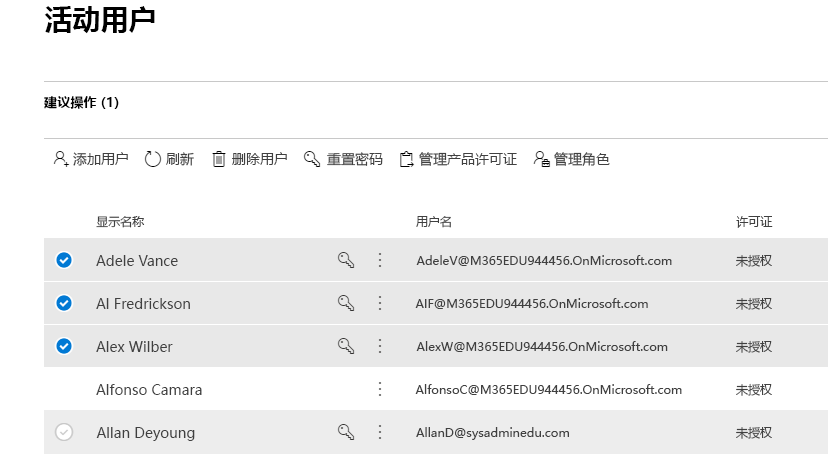 活动用户
建议操作 (1)
添加用户 刷新 删除用户 重置密码 管理产品许可证 管理角色
显示名称 用户名 许可证
Adele Vance AdeleV@M365EDU944456.OnMicrosoft.com 未授权
Al Fredrickson AlF@M365EDU944456.OnMicrosoft.com 未授权
Alex Wilber AlexW@M365EDU944456.OnMicrosoft.com 未授权
Alfonso Camara AlfonsoC@M365EDU944456.OnMicrosoft.com 未授权
Allan Deyoung AllanD@sysadminedu.com 未授权